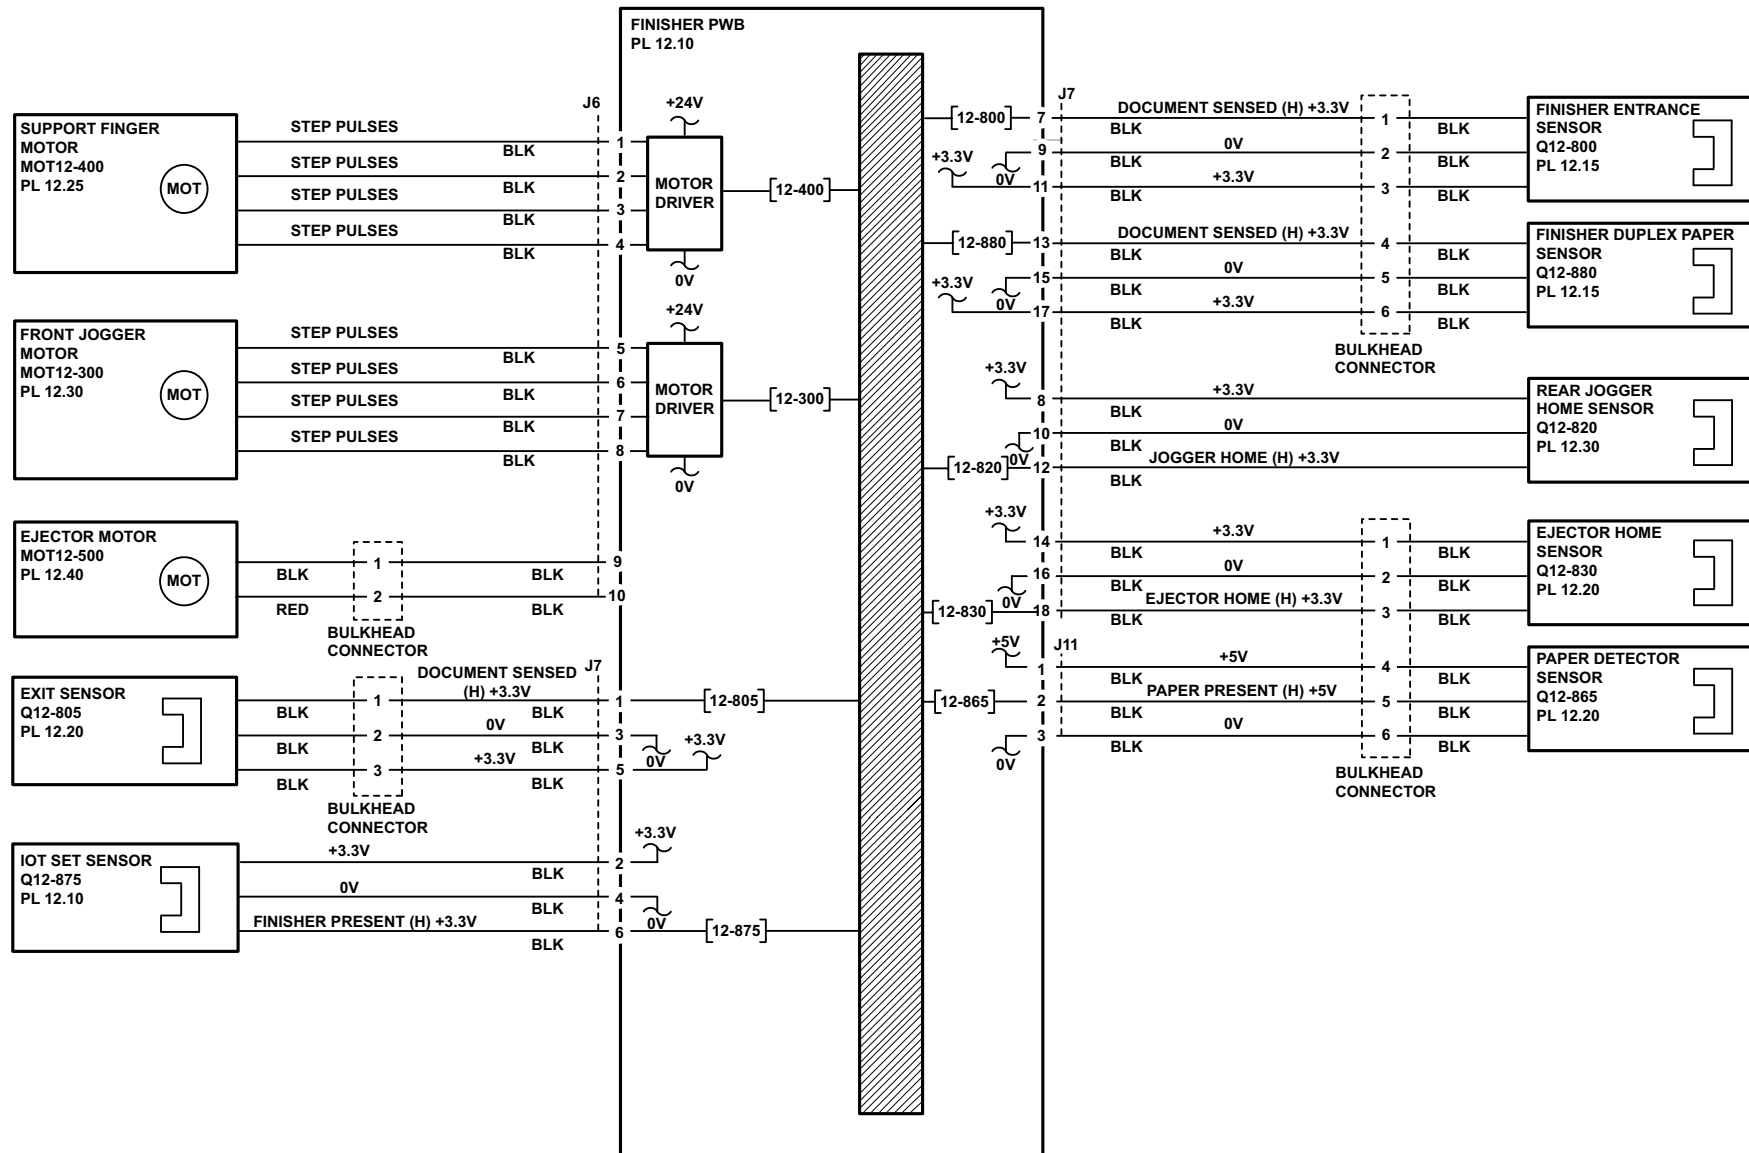 FINISHER PWB
PL 12.10
J6
+24V
SUPPORT FINGER
MOTOR
MOT12-400
PL 12.25
MOT
STEP PULSES
BLK
1
STEP PULSES
BLK
2
STEP PULSES
BLK
3
STEP PULSES
BLK
4
MOTOR
DRIVER
12-400
0V
+24V
FRONT JOGGER
MOTOR
MOT12-300
PL 12.30
MOT
STEP PULSES
BLK
5
STEP PULSES
BLK
6
STEP PULSES
BLK
7
STEP PULSES
BLK
8
MOTOR
DRIVER
12-300
0V
EJECTOR MOTOR
MOT12-500
PL 12.40
MOT
BLK
1
BLK
9
RED
2
BLK
10
BULKHEAD
CONNECTOR
J7
EXIT SENSOR
Q12-805
PL 12.20
DOCUMENT SENSED
(H) +3.3V
BLK
1
BLK
1
12-805
BLK
2
0V
BLK
3
0V
BLK
3
+3.3V
BLK
5
+3.3V
BULKHEAD
CONNECTOR
IOT SET SENSOR
Q12-875
PL 12.10
+3.3V
BLK
2
+3.3V
0V
BLK
4
0V
FINISHER PRESENT (H) +3.3V
BLK
6
12-875
J7
12-800
7
DOCUMENT SENSED (H) +3.3V
BLK
1
BLK
0V
9
0V
BLK
2
BLK
+3.3V
11
+3.3V
BLK
3
BLK
FINISHER ENTRANCE
SENSOR
Q12-800
PL 12.15
12-880
13
DOCUMENT SENSED (H) +3.3V
BLK
4
BLK
0V
15
0V
BLK
5
BLK
+3.3V
17
+3.3V
BLK
6
BLK
FINISHER DUPLEX PAPER
SENSOR
Q12-880
PL 12.15
BULKHEAD
CONNECTOR
+3.3V
8
+3.3V
BLK
0V
10
0V
BLK
12-820
12
JOGGER HOME (H) +3.3V
BLK
REAR JOGGER
HOME SENSOR
Q12-820
PL 12.30
+3.3V
14
+3.3V
BLK
1
BLK
0V
16
0V
BLK
2
BLK
12-830
18
EJECTOR HOME (H) +3.3V
BLK
3
BLK
EJECTOR HOME
SENSOR
Q12-830
PL 12.20
J11
+5V
1
+5V
BLK
4
BLK
12-865
2
PAPER PRESENT (H) +5V
BLK
5
BLK
0V
3
0V
BLK
6
BLK
PAPER DETECTOR
SENSOR
Q12-865
PL 12.20
BULKHEAD
CONNECTOR